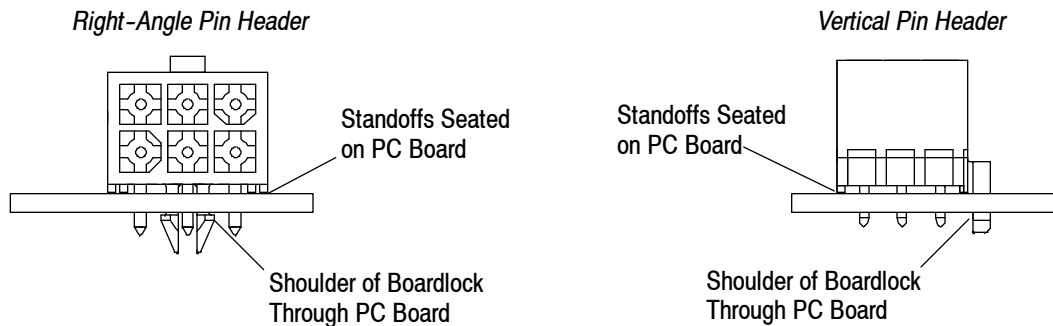 Right-Angle Pin Header
Standoffs Seated
on PC Board
Shoulder of Boardlock
Through PC Board
Vertical Pin Header
Standoffs Seated
on PC Board
Shoulder of Boardlock
Through PC Board